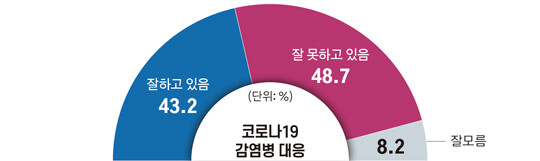 잘하고 있음
43.2
잘 못하고 있음
48.7
(단위: %)
코로나19
감염병 대응
8.2
잘모름